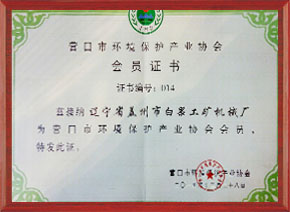 营口市环境保护产业协会
会员证书
证书编号：014
兹接纳辽宁省盖州市白果工矿机械厂
为营口市环境保护产业协会会员，
特发此证。
营口市环境保护产业协会